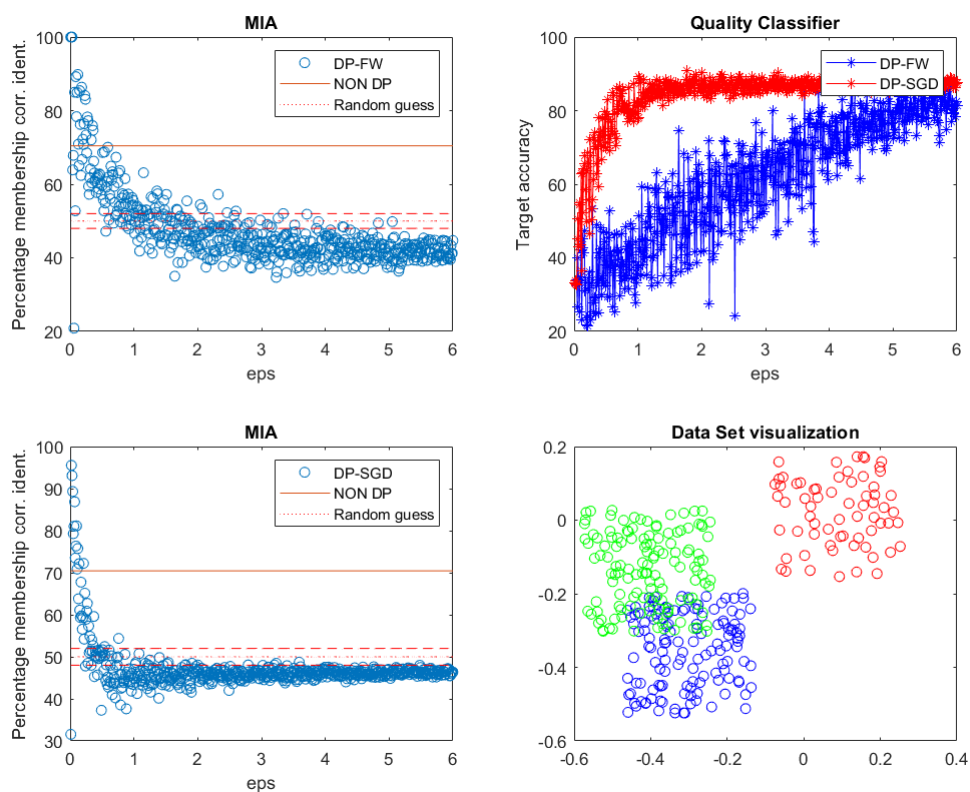 MIA
Percentage membership corr. ident.
100
80
60
40
20
DP-FW
NON DP
Random guess
0 1 2 3 4 5 6
eps
Quality Classifier
Target accuracy
100
80
60
40
20
DP-FW
DP-SGD
0 1 2 3 4 5 6
eps
MIA
Percentage membership corr. ident.
100
90
80
70
60
50
40
30
DP-SGD
NON DP
Random guess
0 1 2 3 4 5 6
eps
Data Set visualization
0.2
0
-0.2
-0.4
-0.6
-0.6 -0.4 -0.2 0 0.2 0.4